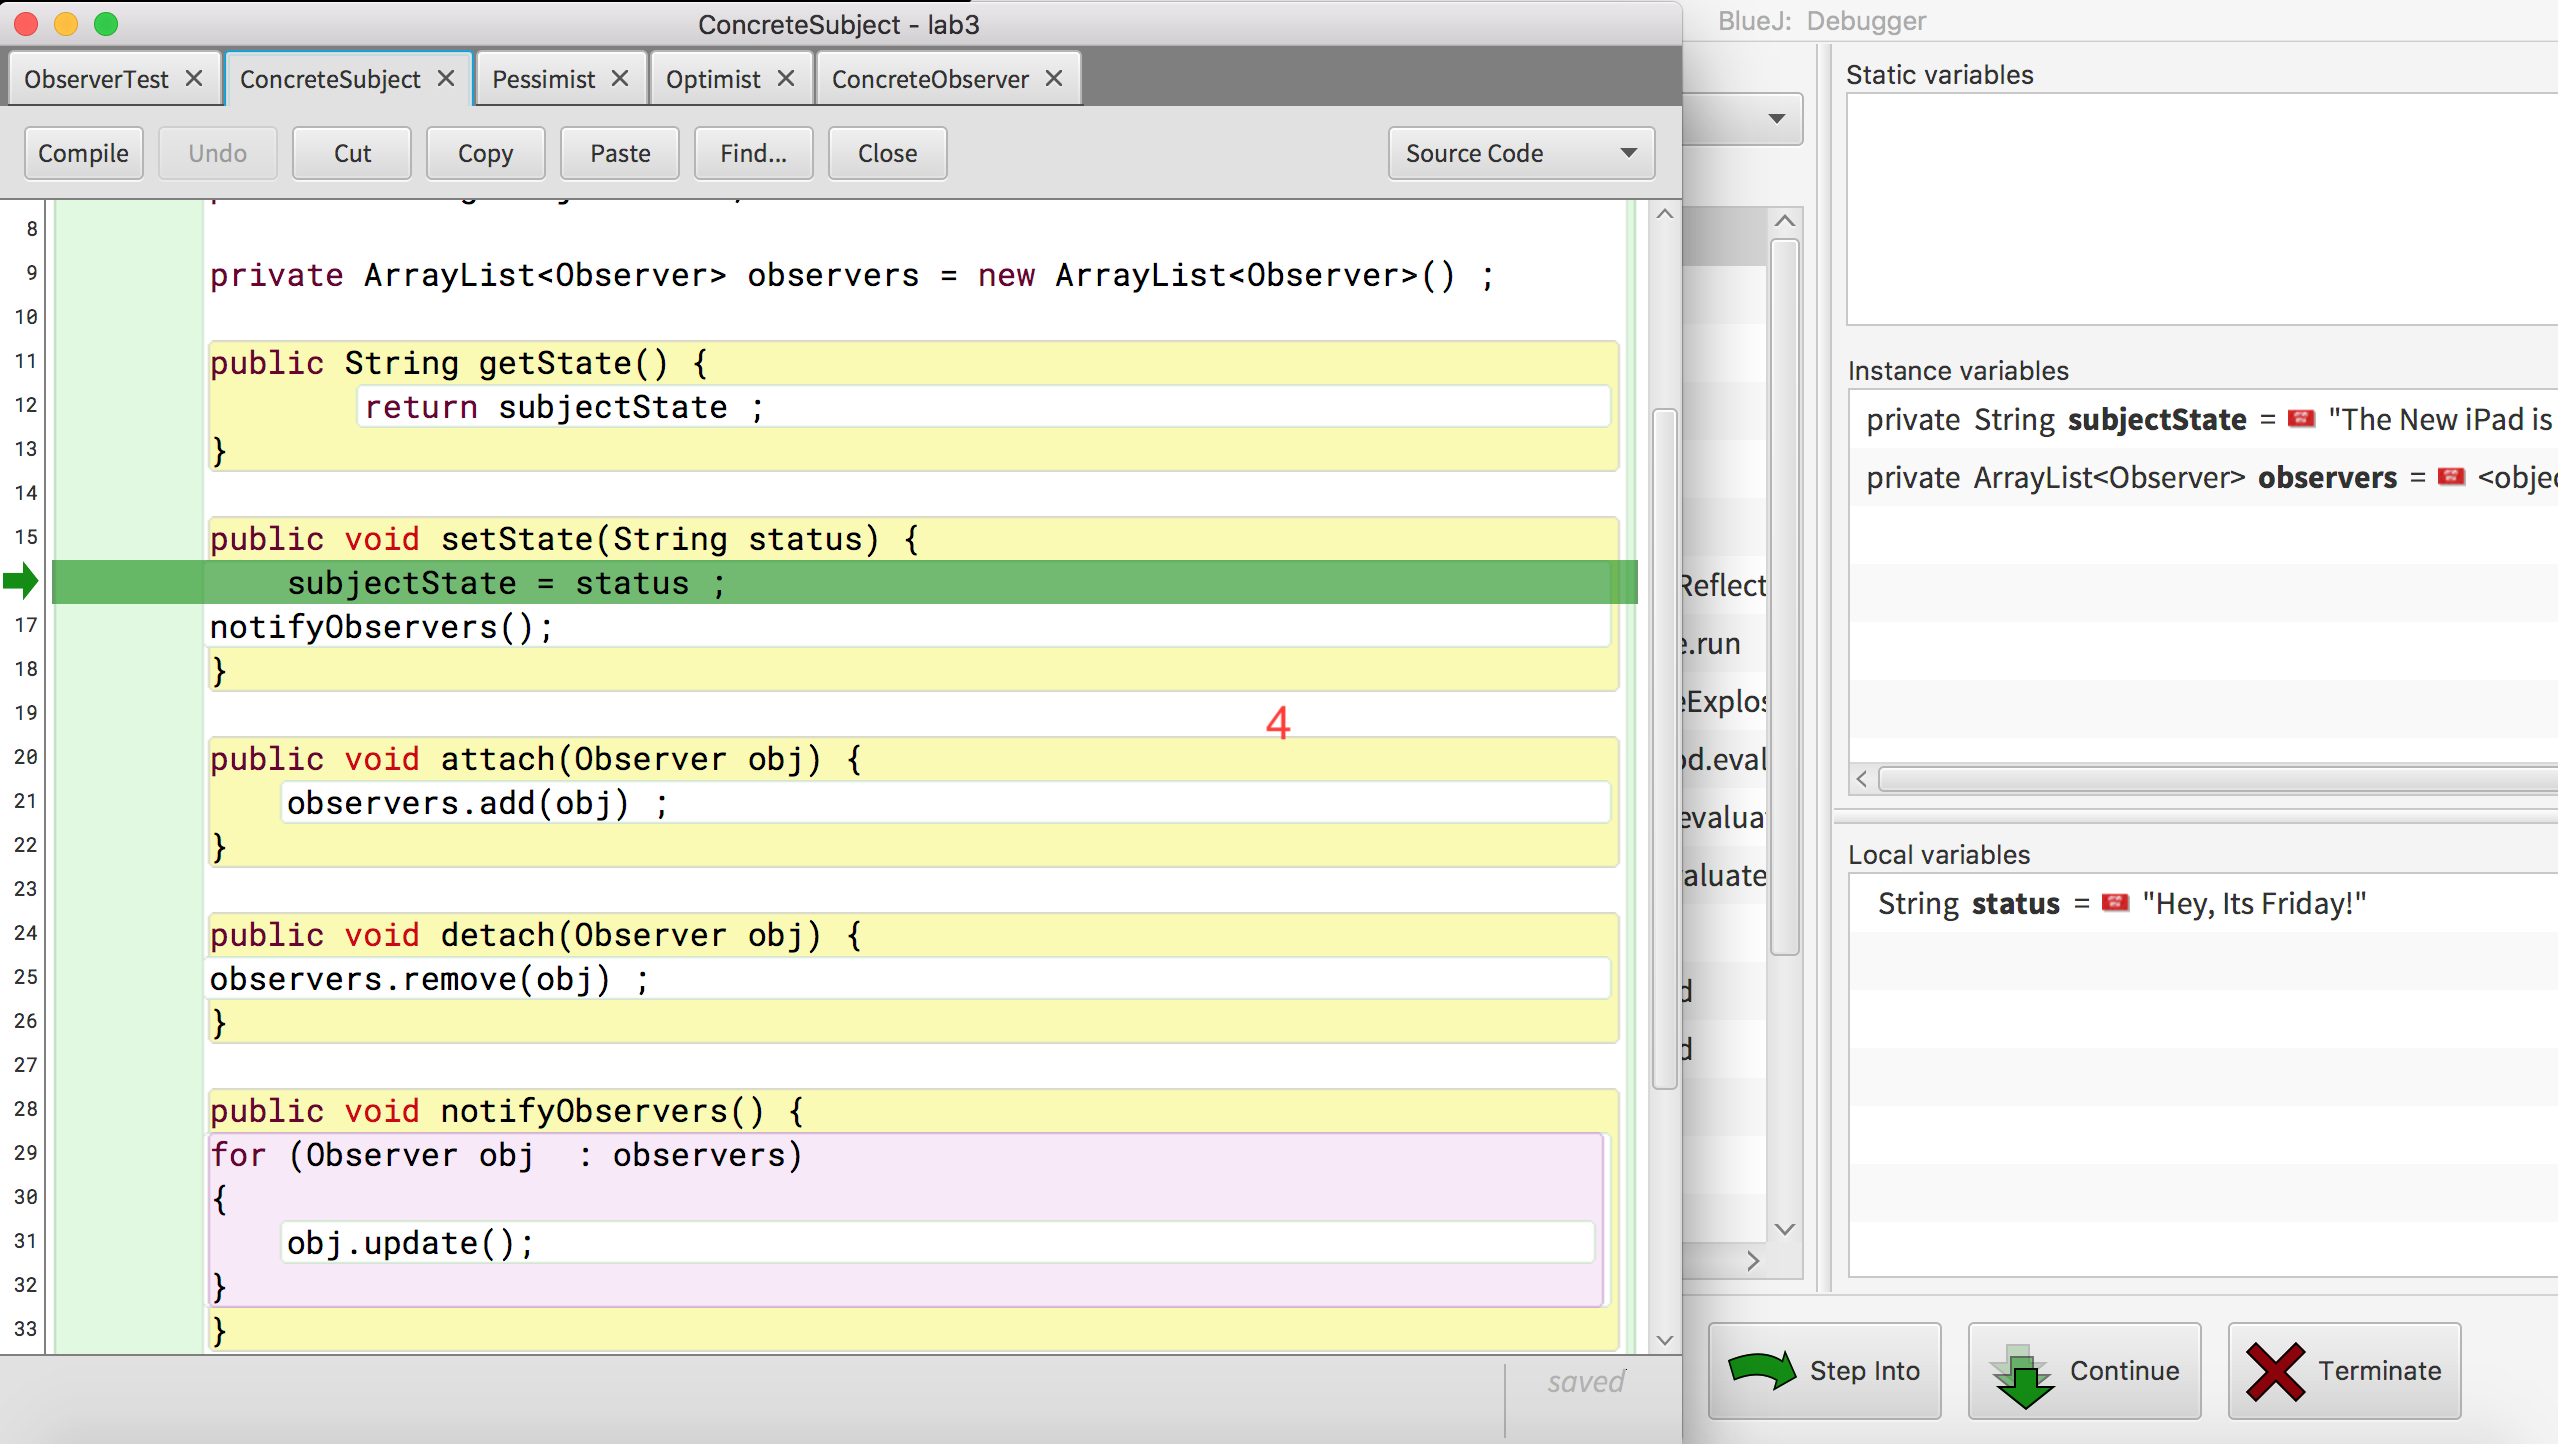 ConcreteSubject - lab3
BlueJ: Debugger
ObserverTest ConcreteSubject Pessimist Optimist ConcreteObserver
Compile Undo Cut Copy Paste Find... Close Source Code
8
9 private ArrayList<Observer> observers = new ArrayList<Observer>() ;
10
11 public String getState() {
12 return subjectState ;
13 }
14
15 public void setState(String status) {
subjectState = status ;
17 notifyObservers();
18 }
19
4
20 public void attach(Observer obj) {
21 observers.add(obj) ;
22 }
23
24 public void detach(Observer obj) {
25 observers.remove(obj) ;
26 }
27
28 public void notifyObservers() {
29 for (Observer obj  : observers)
30 {
31 obj.update();
32 }
33 }
saved
Reflect
e.run
eExplos
od.eval
evalua
aluate
d
d
Static variables
Instance variables
private String subjectState = "The New iPad is
private ArrayList<Observer> observers = <objec
Local variables
String status = "Hey, Its Friday!"
Step Into Continue Terminate